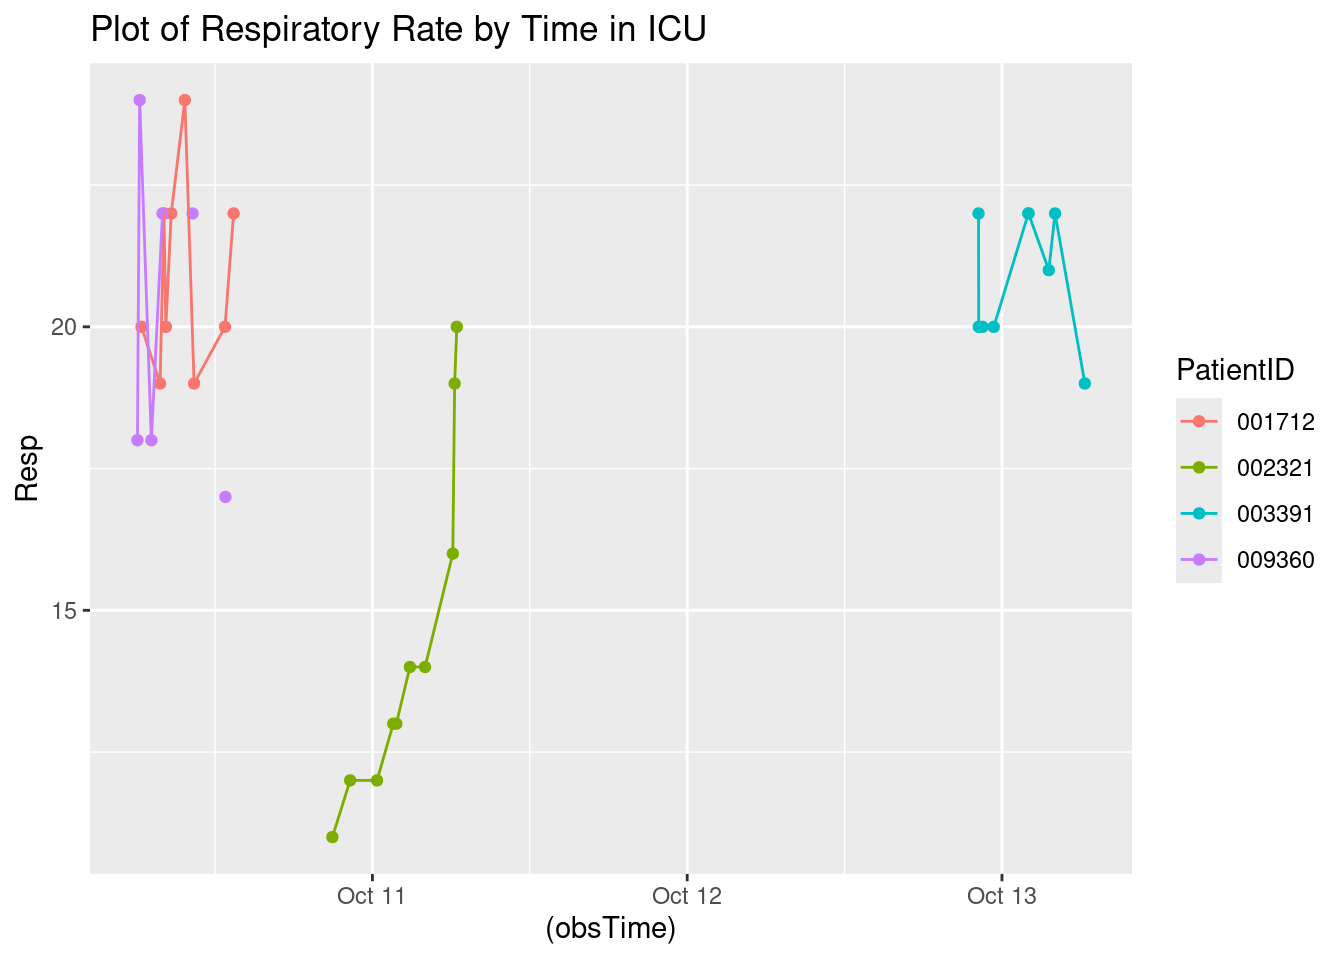 Plot of Respiratory Rate by Time in ICU
Resp
20
15
Oct 11
Oct 12
Oct 13
(obsTime)
PatientID
001712
002321
003391
009360